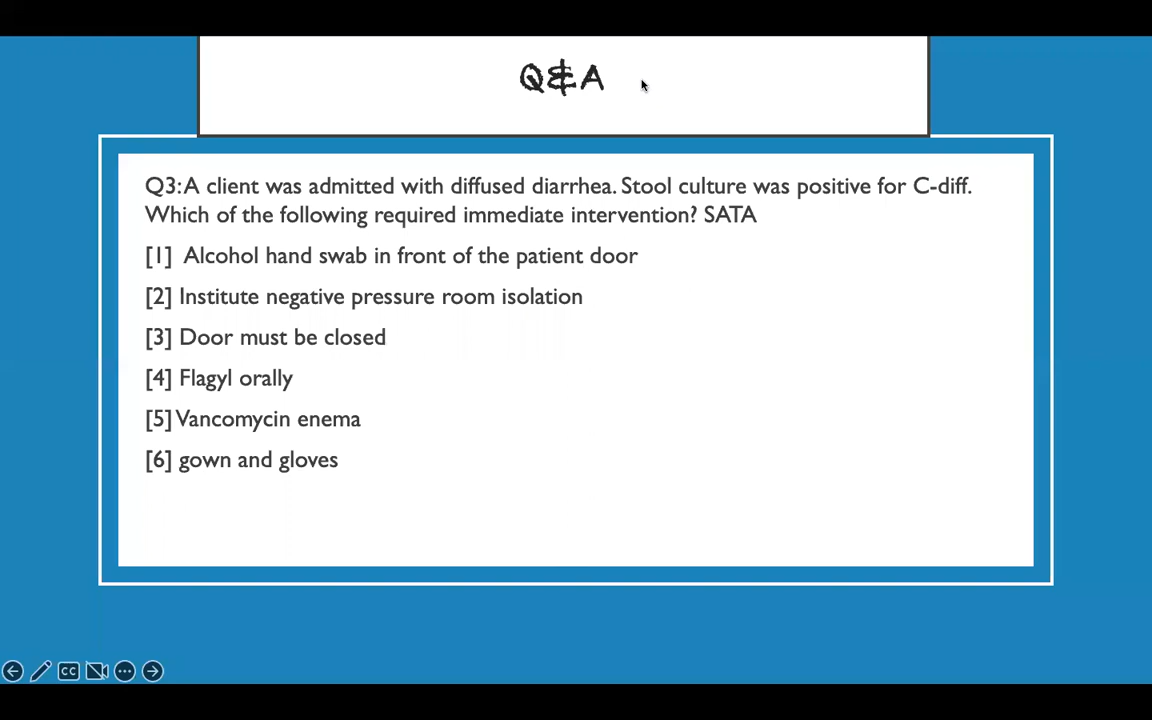 Q&A
Q3: A client was admitted with diffused diarrhea. Stool culture was positive for C-diff.
Which of the following required immediate intervention? SATA
[1] Alcohol hand swab in front of the patient door
[2] Institute negative pressure room isolation
[3] Door must be closed
[4] Flagyl orally
[5] Vancomycin enema
[6] gown and gloves
CC